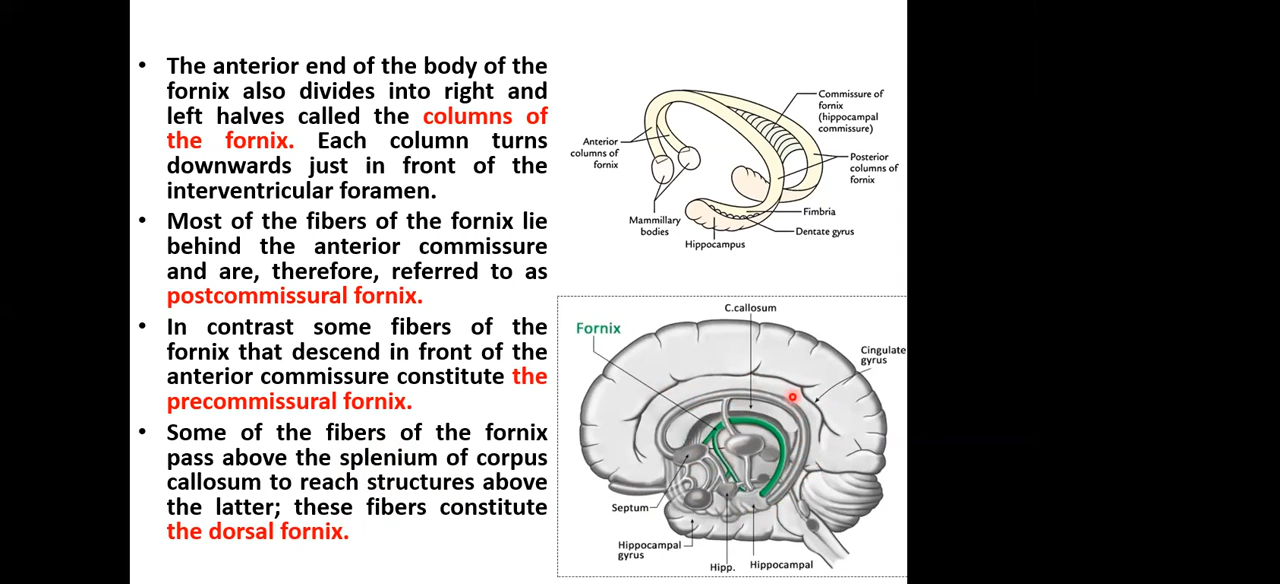 • The anterior end of the body of the
fornix also divides into right and
left halves called the columns of
the fornix. Each column turns
downwards just in front of the
interventricular foramen.
• Most of the fibers of the fornix lie
behind the anterior commissure
and are, therefore, referred to as
postcommissural fornix.
• In contrast some fibers of the
fornix that descend in front of the
anterior commissure constitute the
precommissural fornix.
• Some of the fibers of the fornix
pass above the splenium of corpus
callosum to reach structures above
the latter; these fibers constitute
the dorsal fornix.
Commissure of
fornix
(hippocampal
commissure)
Anterior
columns of
fornix
Posterior
columns of
fornix
Mammillary
bodies
Fimbria
Dentate gyrus
Hippocampus
C.callosum
Fornix
Cingulate
gyrus
Septum
Hippocampal
gyrus
Hipp.
Hippocampal